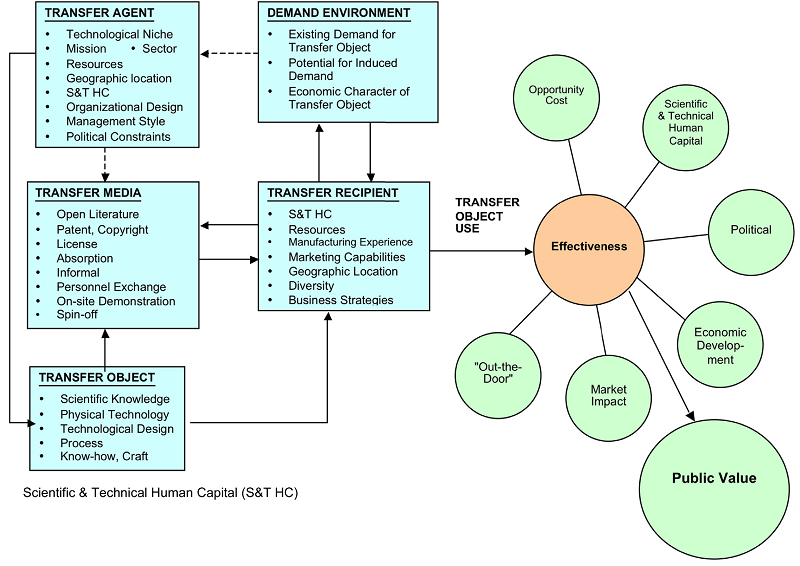 TRANSFER AGENT
• Technological Niche
• Mission • Sector
• Resources
• Geographic location
• S&T HC
• Organizational Design
• Management Style
• Political Constraints
DEMAND ENVIRONMENT
• Existing Demand for
Transfer Object
• Potential for Induced
Demand
• Economic Character of
Transfer Object
TRANSFER MEDIA
• Open Literature
• Patent, Copyright
• License
• Absorption
• Informal
• Personnel Exchange
• On-site Demonstration
• Spin-off
TRANSFER RECIPIENT
• S&T HC
• Resources
• Manufacturing Experience
• Marketing Capabilities
• Geographic Location
• Diversity
• Business Strategies
TRANSFER OBJECT
• Scientific Knowledge
• Physical Technology
• Technological Design
• Process
• Know-how, Craft
Scientific & Technical Human Capital (S&T HC)
TRANSFER
OBJECT
USE
Effectiveness
Opportunity
Cost
Scientific
& Technical
Human
Capital
Political
Economic
Develop-
ment
Market
Impact
"Out-the-
Door"
Public Value